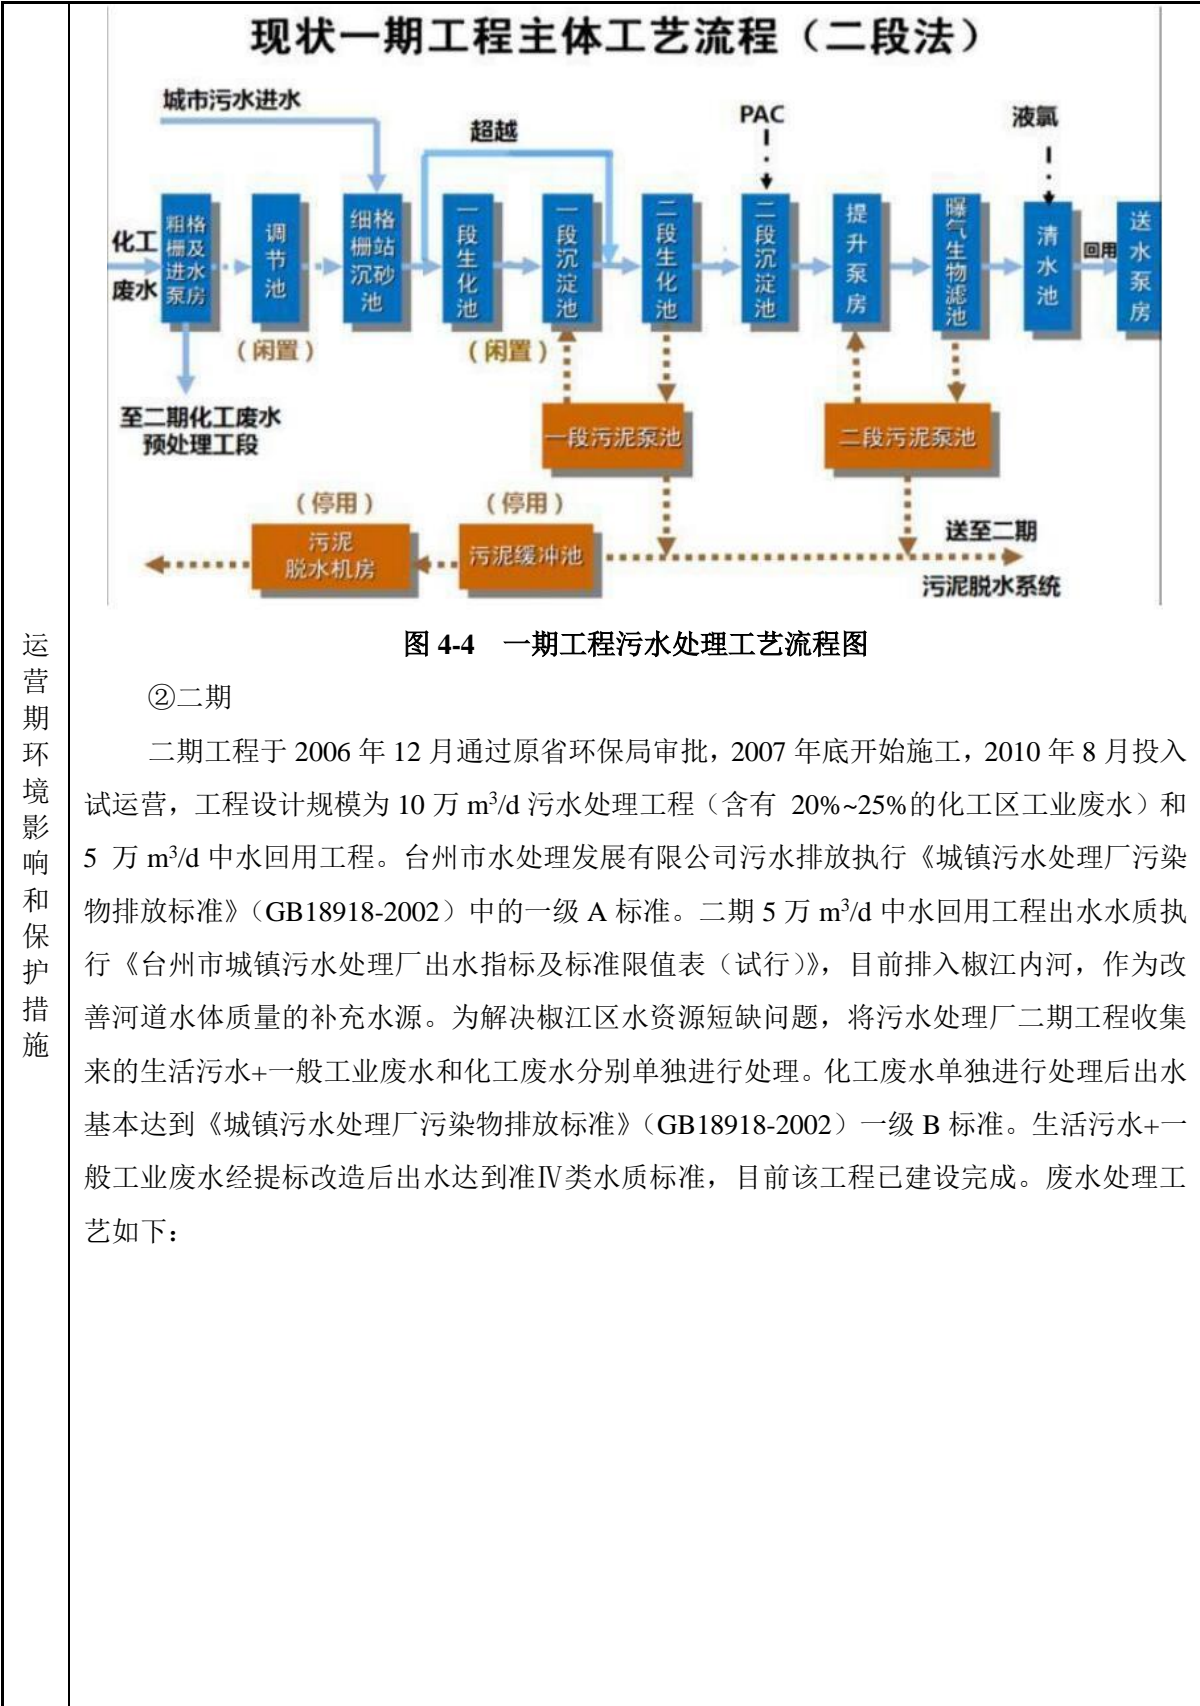 现状一期工程主体工艺流程（二段法）
城市污水进水
超越
PAC
液氯
化工
废水
粗格
栅及
进水
泵房
调节池
细格
栅站
沉砂
池
一段生化池
一段沉淀池
二段生化池
二段沉淀池
提升泵房
曝气生物滤池
清水池
回用
送水泵房
（闲置）
（闲置）
至二期化工废水
预处理工段
一段污泥泵池
二段污泥泵池
（停用）
（停用）
污泥
脱水机房
污泥缓冲池
送至二期
污泥脱水系统
图 4-4 一期工程污水处理工艺流程图
运营期环境影响和保护措施
②二期
二期工程于 2006 年 12 月通过原省环保局审批，2007 年底开始施工，2010 年 8 月投入
试运营，工程设计规模为 10 万 m³/d 污水处理工程（含有 20%~25%的化工区工业废水）和
5 万 m³/d 中水回用工程。台州市水处理发展有限公司污水排放执行《城镇污水处理厂污染
物排放标准》（GB18918-2002）中的一级 A 标准。二期 5 万 m³/d 中水回用工程出水水质执
行《台州市城镇污水处理厂出水指标及标准限值表（试行）》，目前排入椒江内河，作为改
善河道水体质量的补充水源。为解决椒江区水资源短缺问题，将污水处理厂二期工程收集
来的生活污水+一般工业废水和化工废水分别单独进行处理。化工废水单独进行处理后出水
基本达到《城镇污水处理厂污染物排放标准》（GB18918-2002）一级 B 标准。生活污水+一
般工业废水经提标改造后出水达到准Ⅳ类水质标准，目前该工程已建设完成。废水处理工
艺如下：